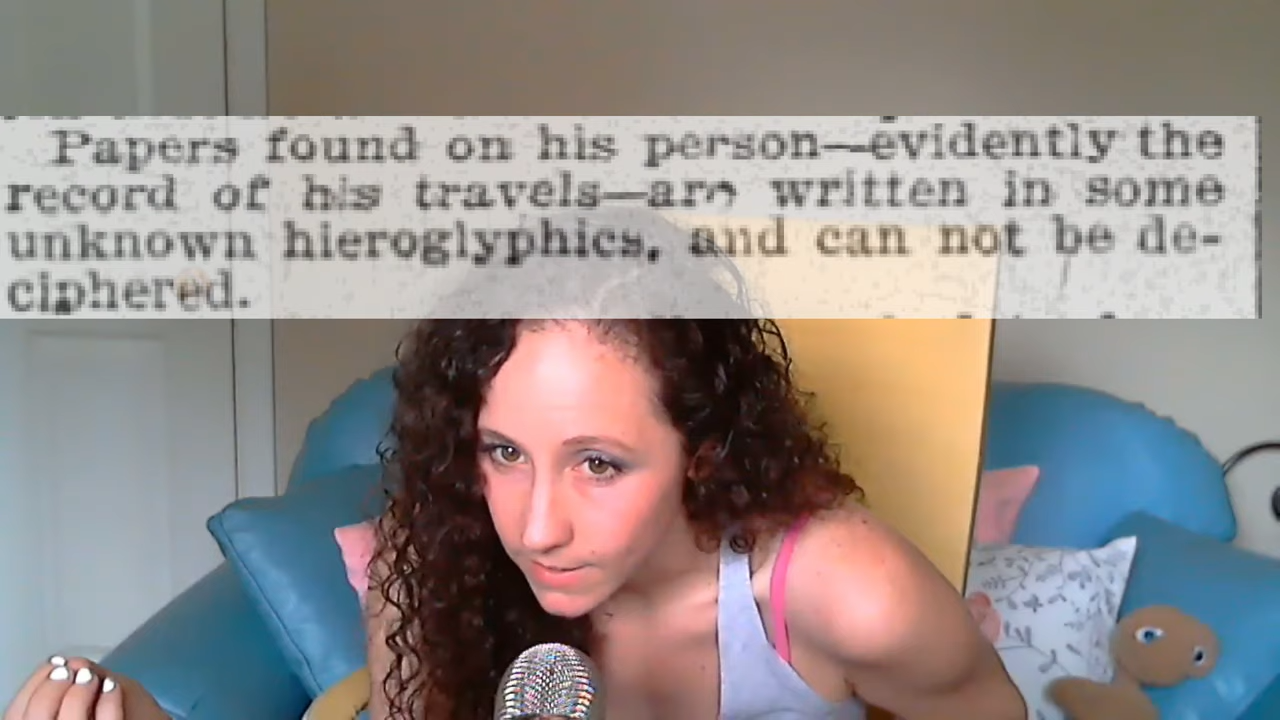 Papers found on his person—evidently the
record of his travels—are written in some
unknown hieroglyphics, and can not be de-
ciphered.